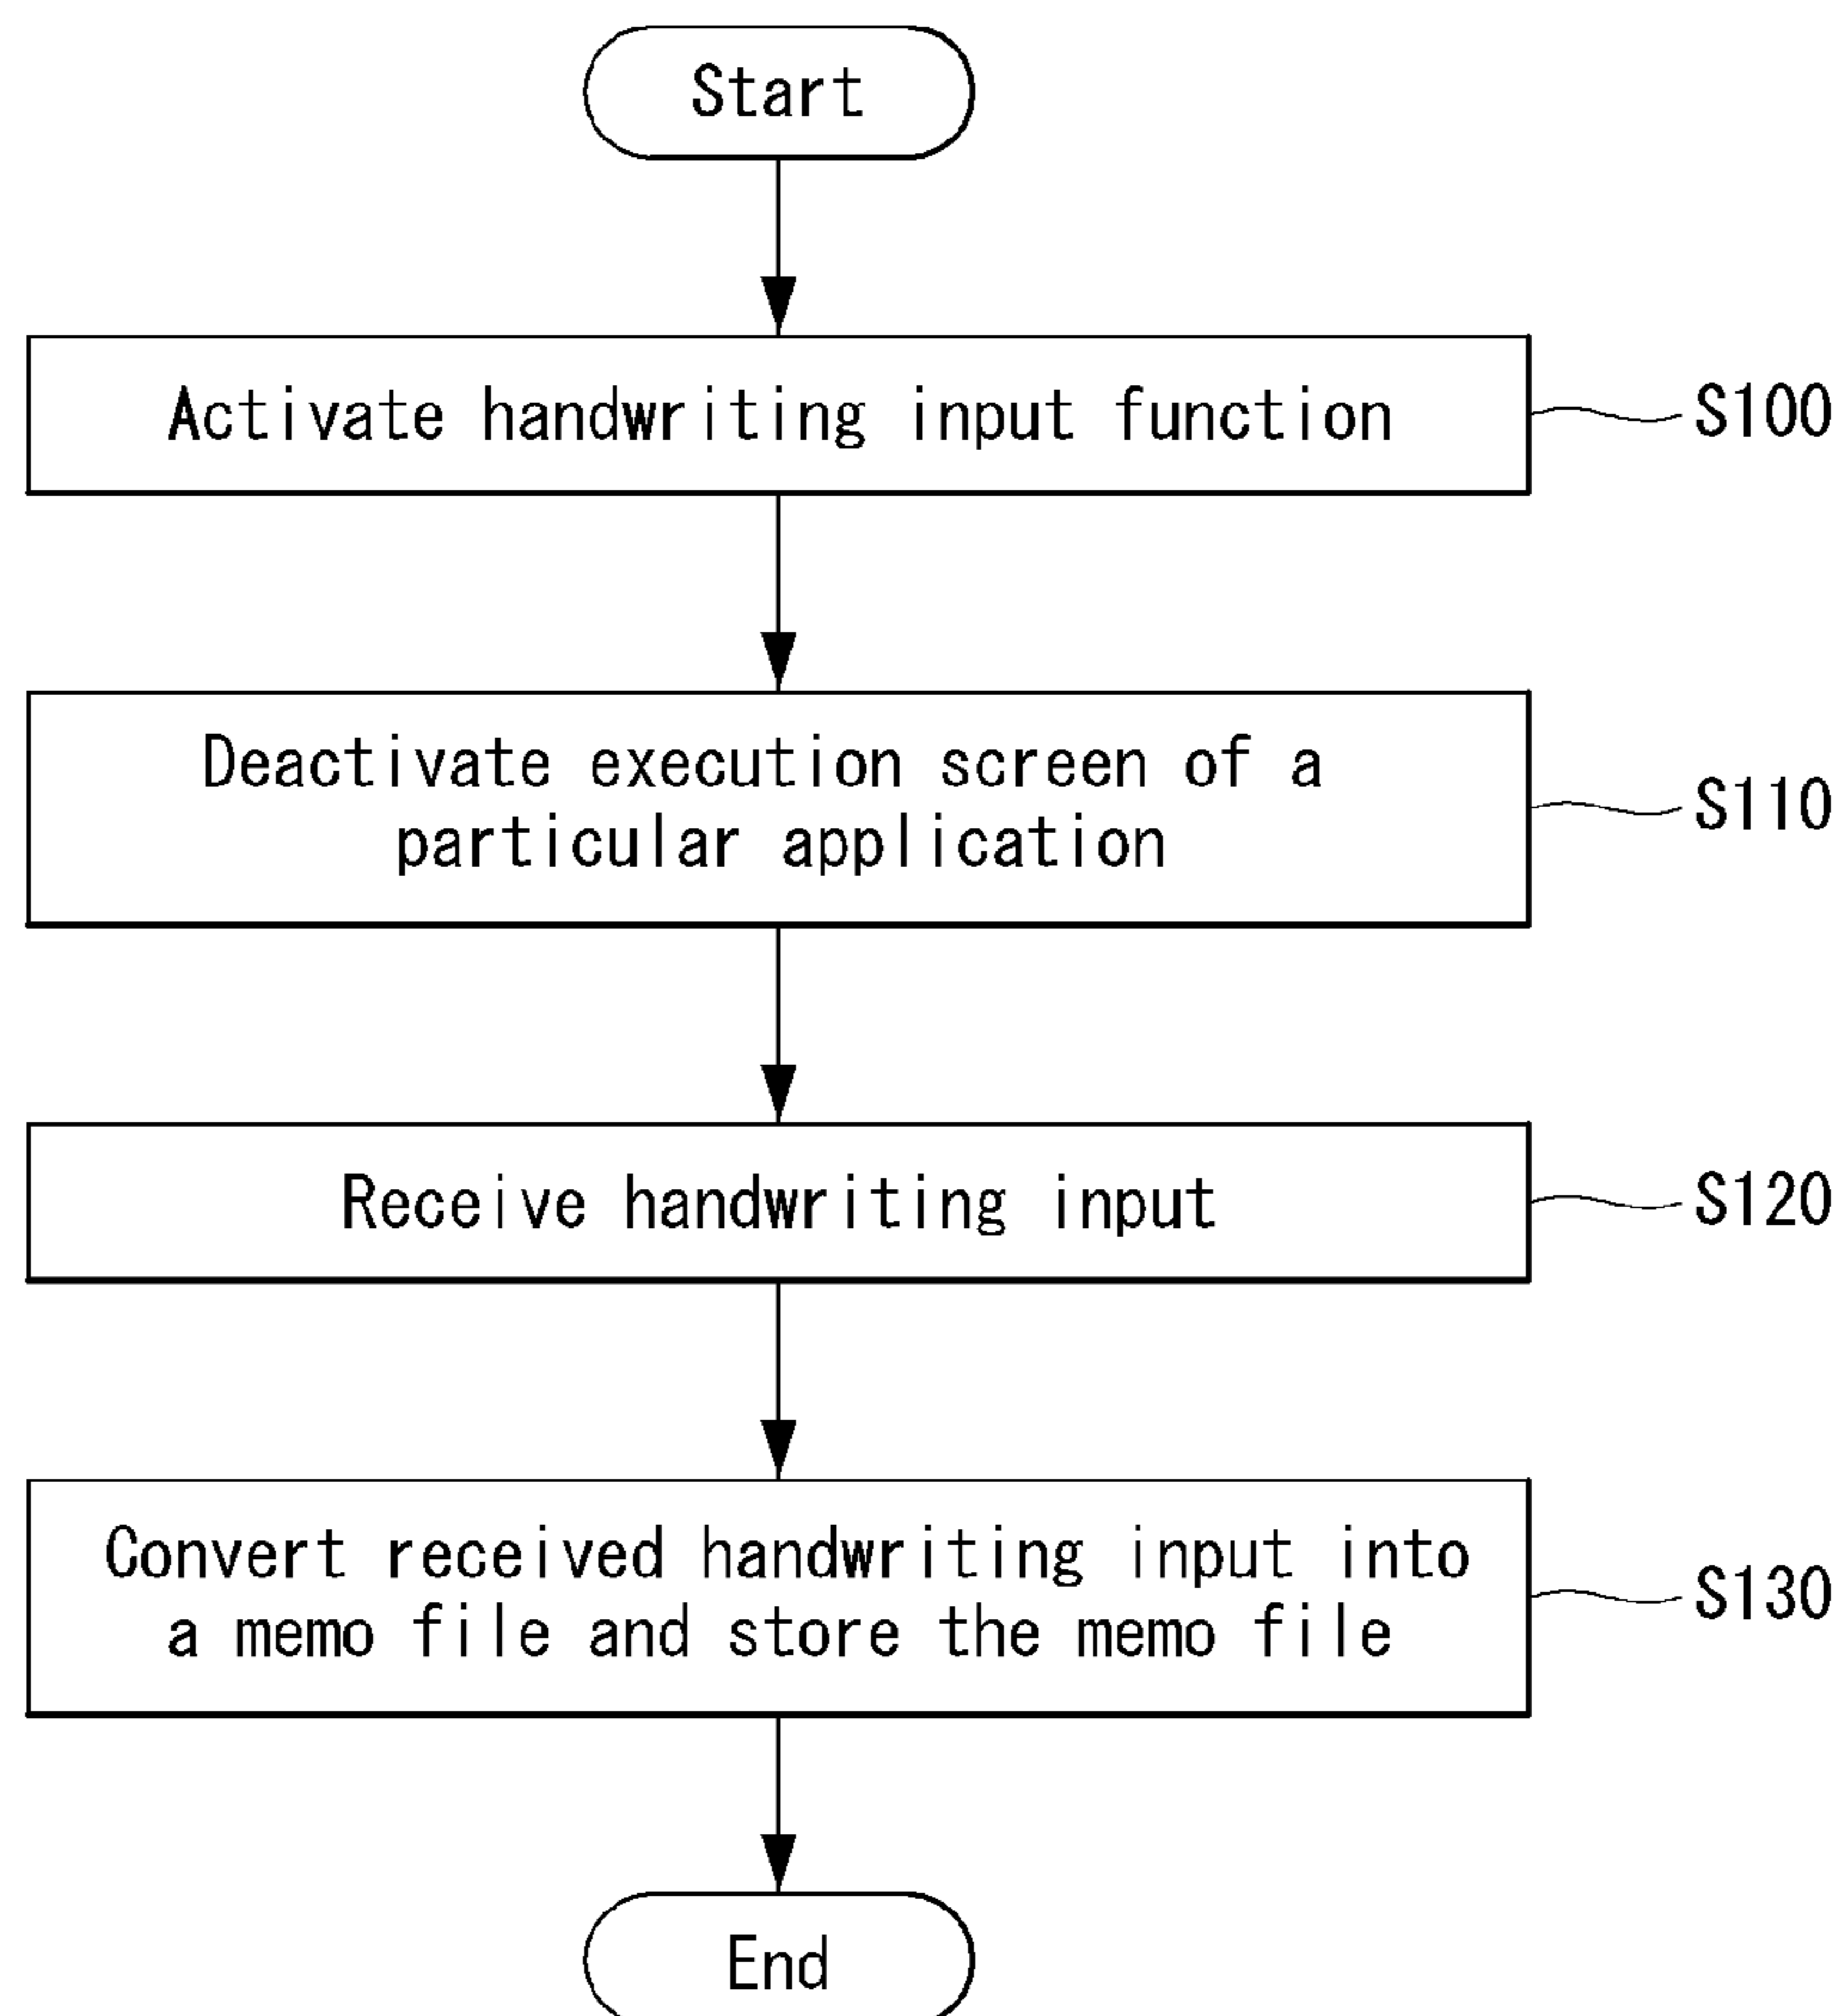 Start
Activate handwriting input function
S100
Deactivate execution screen of a
particular application
S110
Receive handwriting input
S120
Convert received handwriting input into
a memo file and store the memo file
S130
End